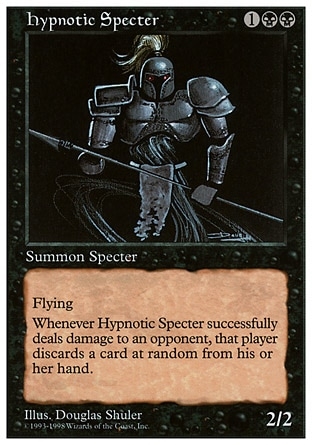 Hypnotic Specter 1
Summon Specter
Flying
Whenever Hypnotic Specter successfully
deals damage to an opponent, that player
discards a card at random from his or
her hand.
Illus. Douglas Shuler
©1993-1998 Wizards of the Coast, Inc.
2/2